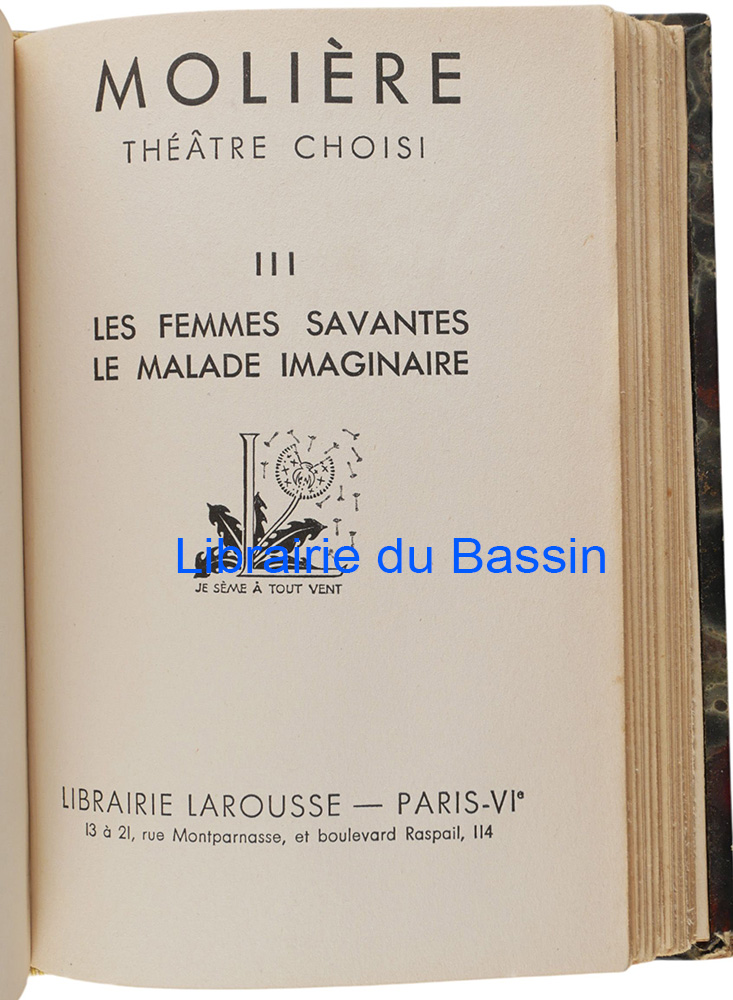 MOLIÈRE
THÉÂTRE CHOISI
III
LES FEMMES SAVANTES
LE MALADE IMAGINAIRE
L
Librairie du Bassin
JE SÈME À TOUT VENT
LIBRAIRIE LAROUSSE — PARIS-VIe
13 à 21, rue Montparnasse, et boulevard Raspail, 114